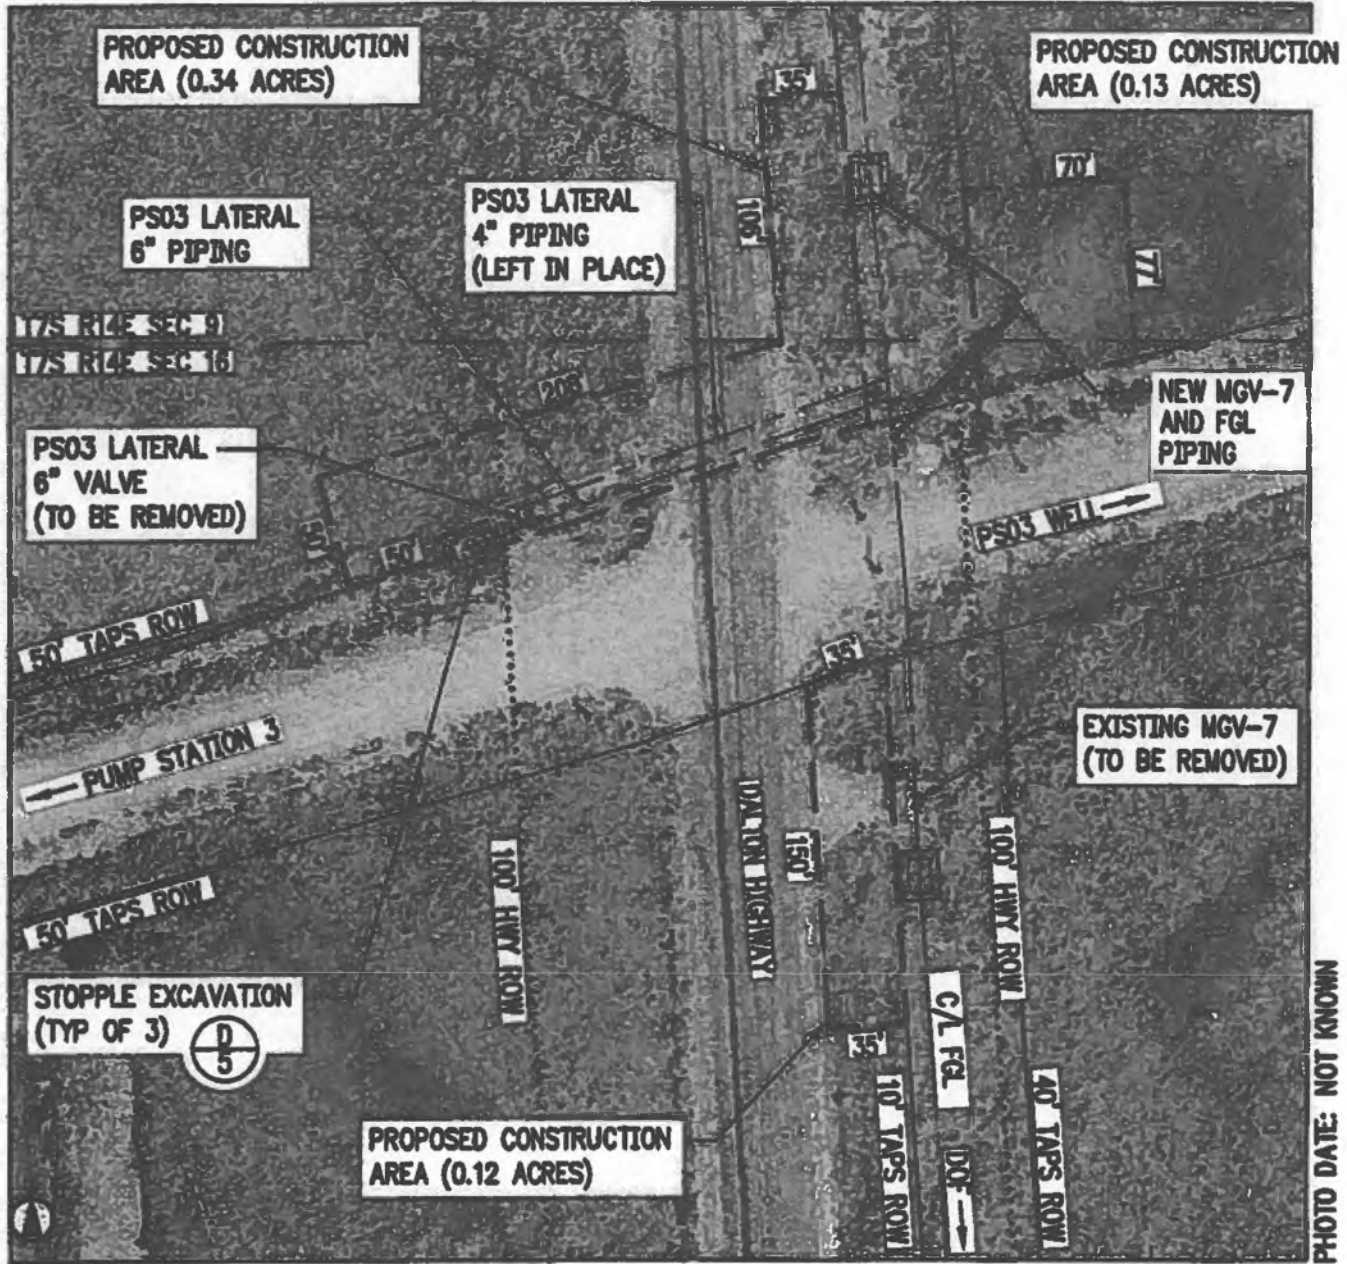 PROPOSED CONSTRUCTION
AREA (0.34 ACRES)
35'
PROPOSED CONSTRUCTION
AREA (0.13 ACRES)
70'
PS03 LATERAL
6" PIPING
PS03 LATERAL
4" PIPING
(LEFT IN PLACE)
106'
77'
T7S R14E SEC 9
T7S R14E SEC 16
NEW MGV-7
AND FGL
PIPING
PS03 LATERAL
6" VALVE
(TO BE REMOVED)
50'
PS03 WELL
50' TAPS ROW
35'
PUMP STATION 3
EXISTING MGV-7
(TO BE REMOVED)
50' TAPS ROW
100' HWY ROW
DALTON HIGHWAY
150'
100' HWY ROW
STOPPLE EXCAVATION
(TYP OF 3)
D
5
C/L FGL
35'
PROPOSED CONSTRUCTION
AREA (0.12 ACRES)
10' TAPS ROW
DOF
40' TAPS ROW
PHOTO DATE: NOT KNOWN